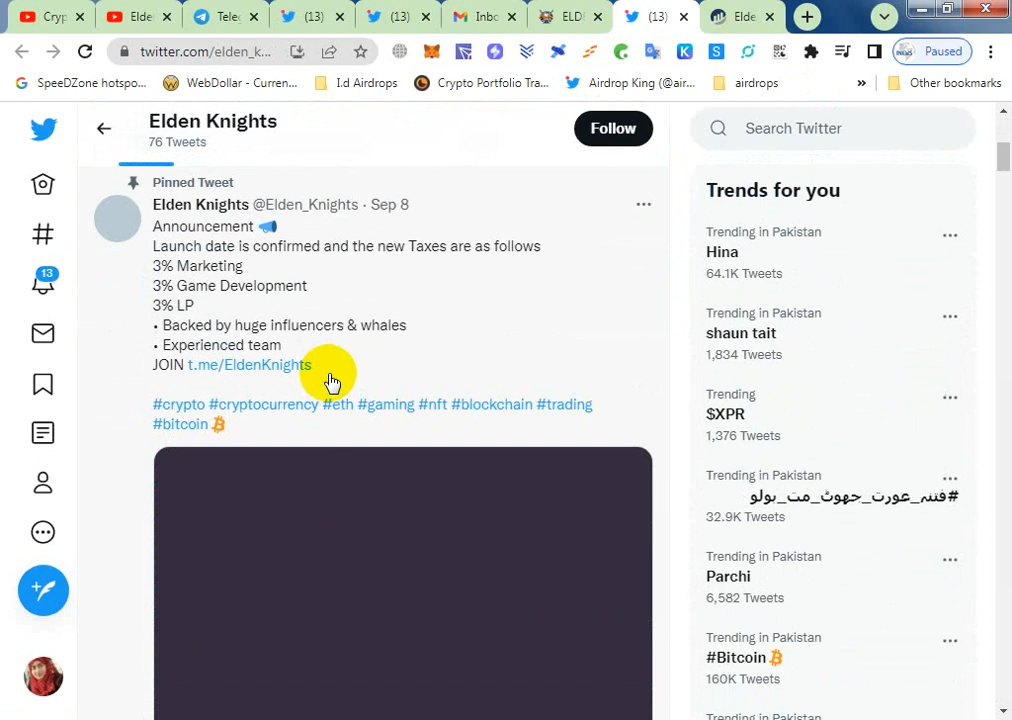 Cryp
Elde
Teleg
(13)
(13)
Inbc
ELDI
(13)
Elde
twitter.com/elden_k...
Paused
SpeeDZone hotspo...
WebDollar - Curren...
I.d Airdrops
Crypto Portfolio Tra...
Airdrop King (@air...
airdrops
»
Other bookmarks
Elden Knights
76 Tweets
Follow
Search Twitter
Pinned Tweet
Elden Knights @Elden_Knights · Sep 8
Announcement 📣
Launch date is confirmed and the new Taxes are as follows
3% Marketing
3% Game Development
3% LP
• Backed by huge influencers & whales
• Experienced team
JOIN t.me/EldenKnights
#crypto #cryptocurrency #eth #gaming #nft #blockchain #trading
#bitcoin
13
Trends for you
Trending in Pakistan
Hina
64.1K Tweets
Trending in Pakistan
shaun tait
1,834 Tweets
Trending
$XPR
1,376 Tweets
Trending in Pakistan
#فتنہ_عورت_جھوٹ_مت_بولو
32.9K Tweets
Trending in Pakistan
Parchi
6,582 Tweets
Trending in Pakistan
#Bitcoin
160K Tweets